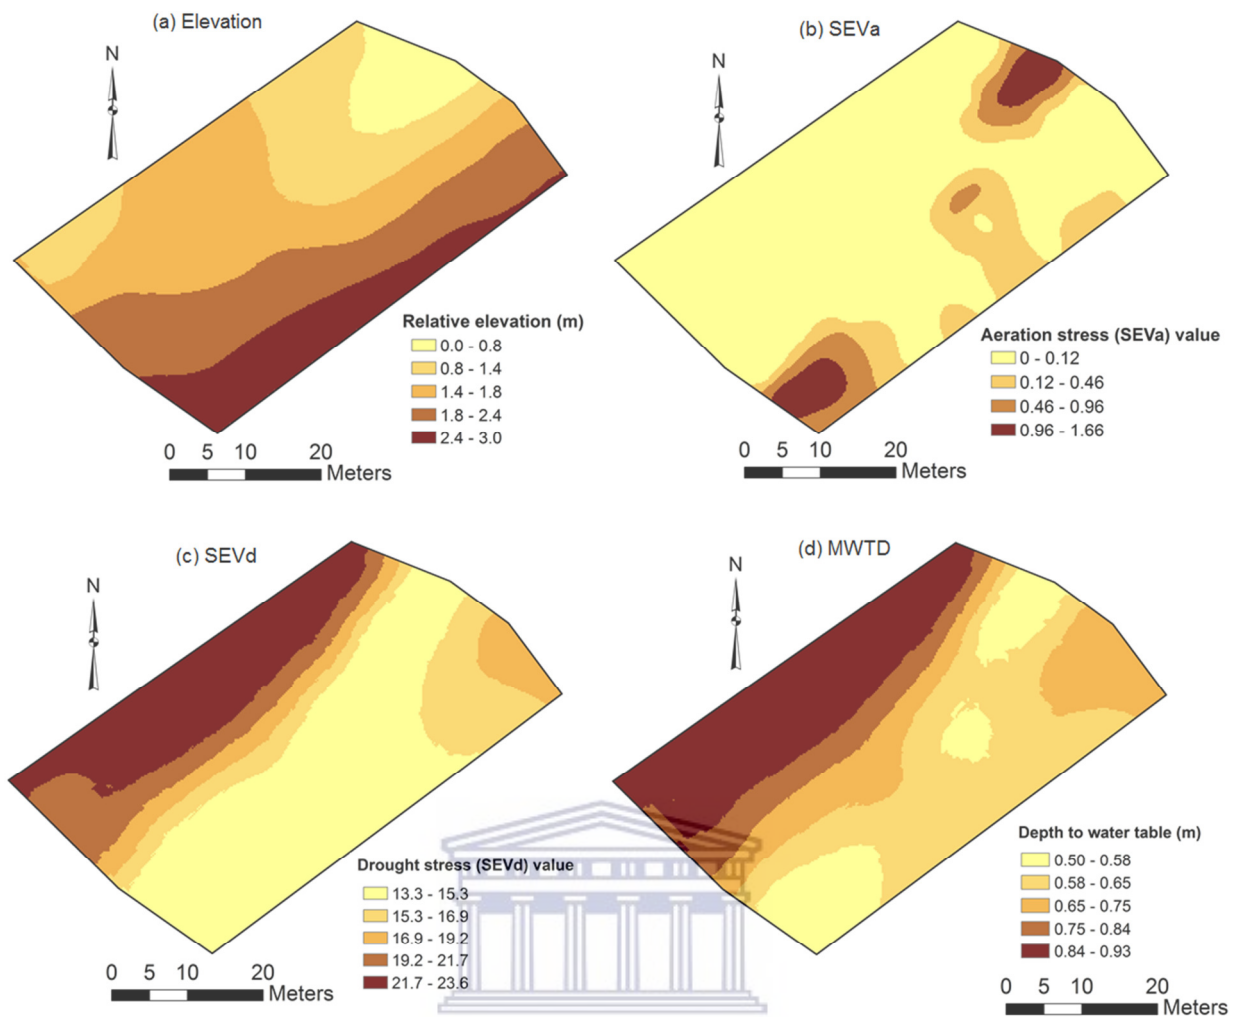 (a) Elevation
N
Relative elevation (m)
0.0 - 0.8
0.8 - 1.4
1.4 - 1.8
1.8 - 2.4
2.4 - 3.0
0 5 10 20
Meters
(b) SEVa
N
Aeration stress (SEVa) value
0 - 0.12
0.12 - 0.46
0.46 - 0.96
0.96 - 1.66
0 5 10 20
Meters
(c) SEVd
N
Drought stress (SEVd) value
13.3 - 15.3
15.3 - 16.9
16.9 - 19.2
19.2 - 21.7
21.7 - 23.6
0 5 10 20
Meters
(d) MWTD
N
Depth to water table (m)
0.50 - 0.58
0.58 - 0.65
0.65 - 0.75
0.75 - 0.84
0.84 - 0.93
0 5 10 20
Meters